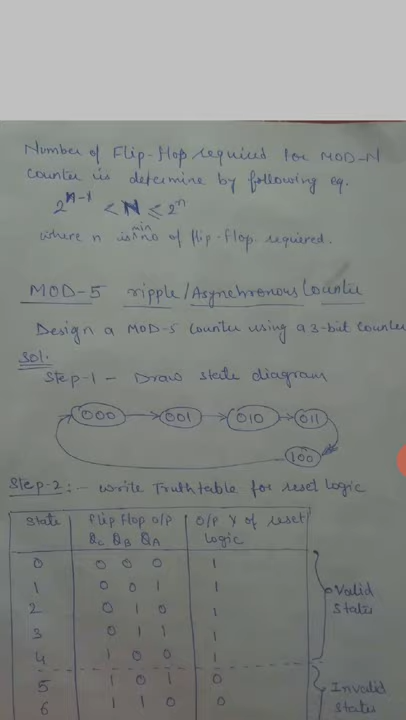 Number of Flip-Flop required for MOD-N
Counter is determine by following eq.
2^(n-1) < N ≤ 2^n
where n is min no of flip-flop required.
MOD-5 ripple/Asynchronous Counter
Design a MOD-5 counter using a 3-bit counter
Sol.
Step-1 - Draw state diagram
000 → 001 → 010 → 011
100
Step-2:- Write Truth table for reset logic
State | Flip Flop O/P | O/P Y of reset
Qc QB QA | logic
0 | 0 0 0 | 1
1 | 0 0 1 | 1
2 | 0 1 0 | 1
3 | 0 1 1 | 1
4 | 1 0 0 | 1
Valid
States
5 | 1 0 1 | 0
6 | 1 1 0 | 0
Invalid
States